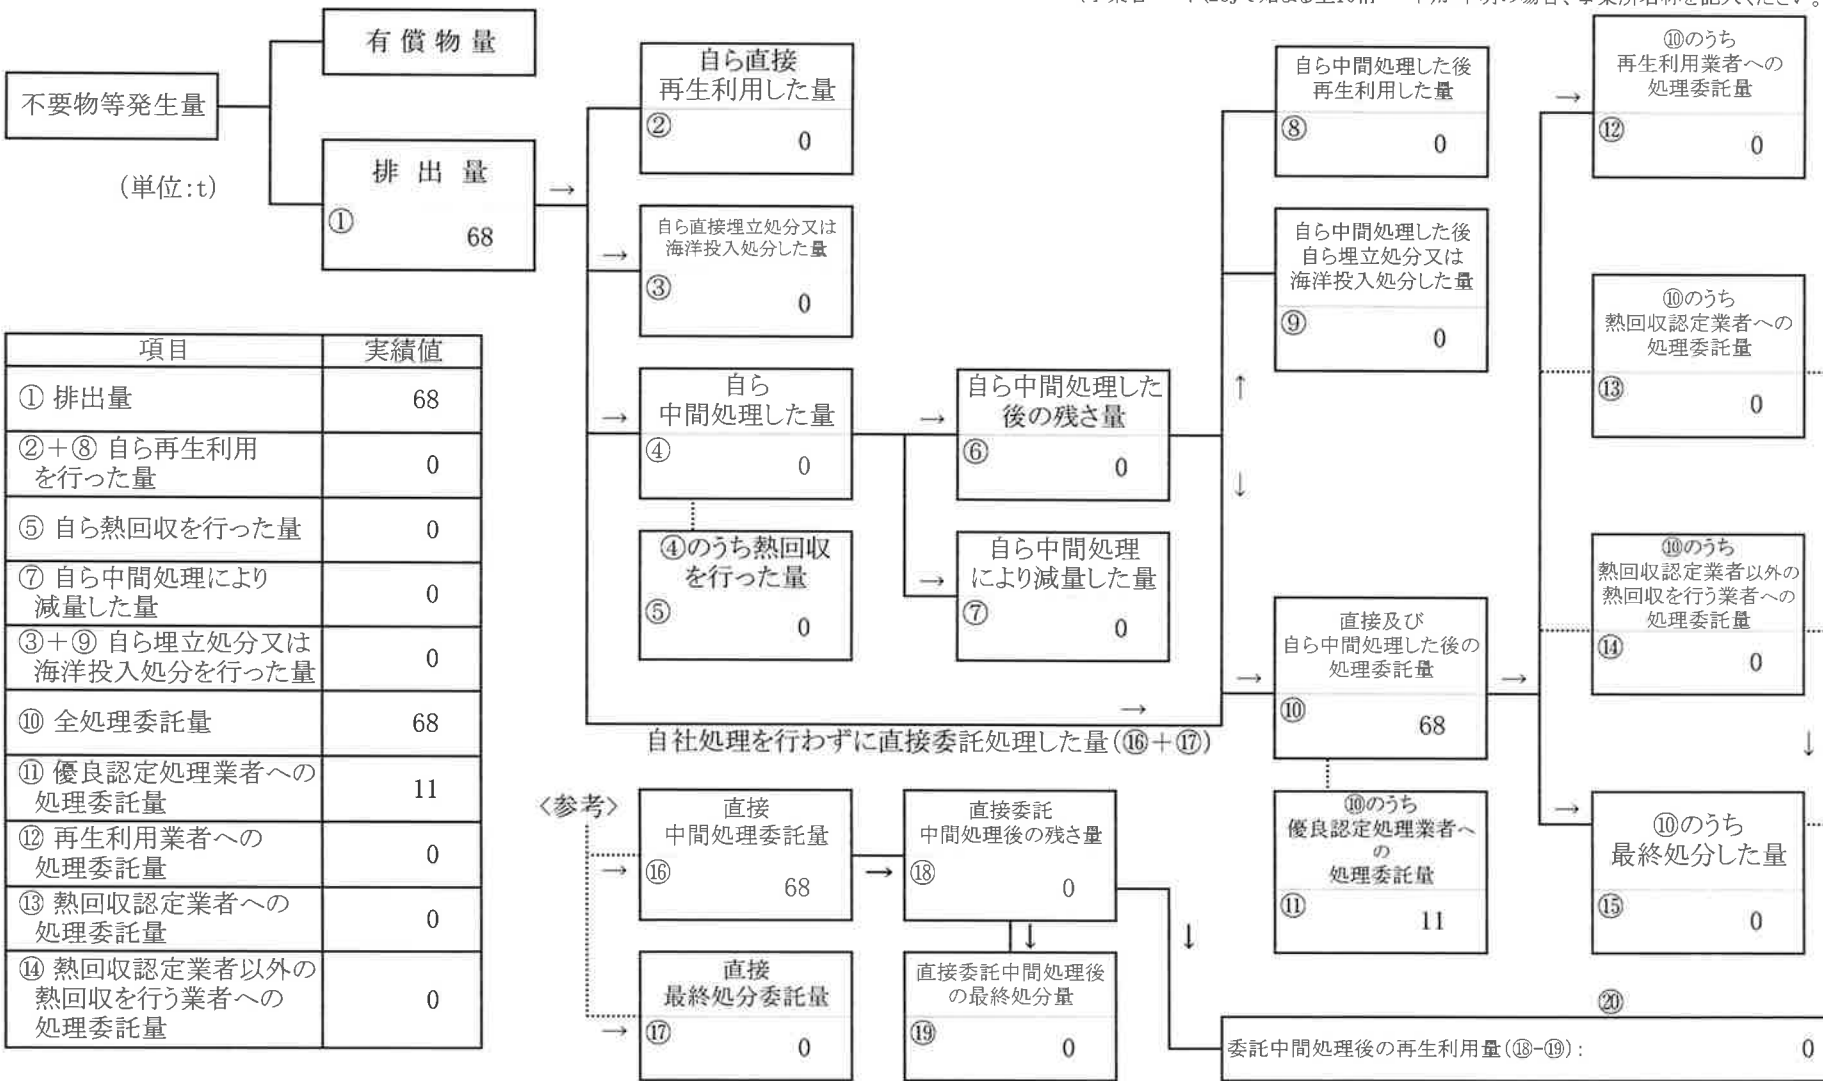 不要物等発生量
(単位:t)
有償物量
排出量
①
68
→
自ら直接
再生利用した量
②
0
→
自ら直接埋立処分又は
海洋投入処分した量
③
0
→
自ら
中間処理した量
④
0
④のうち熱回収
を行った量
⑤
0
→
自ら中間処理した
後の残さ量
⑥
0
→
自ら中間処理
により減量した量
⑦
0
↑
↓
自ら中間処理した後
再生利用した量
⑧
0
自ら中間処理した後
自ら埋立処分又は
海洋投入処分した量
⑨
0
→
自社処理を行わずに直接委託処理した量(⑯+⑰)
→
直接及び
自ら中間処理した後の
処理委託量
⑩
68
⑩のうち
優良認定処理業者へ
の
処理委託量
⑪
11
→
→
⑩のうち
再生利用業者への
処理委託量
⑫
0
⑩のうち
熱回収認定業者への
処理委託量
⑬
0
⑩のうち
熱回収認定業者以外の
熱回収を行う業者への
処理委託量
⑭
0
↓
→
⑩のうち
最終処分した量
⑮
0
項目 実績値
① 排出量 68
②+⑧ 自ら再生利用
を行った量 0
⑤ 自ら熱回収を行った量 0
⑦ 自ら中間処理により
減量した量 0
③+⑨ 自ら埋立処分又は
海洋投入処分を行った量 0
⑩ 全処理委託量 68
⑪ 優良認定処理業者への
処理委託量 11
⑫ 再生利用業者への
処理委託量 0
⑬ 熱回収認定業者への
処理委託量 0
⑭ 熱回収認定業者以外の
熱回収を行う業者への
処理委託量 0
〈参考〉
→
直接
中間処理委託量
⑯
68
→
直接委託
中間処理後の残さ量
⑱
0
→
直接
最終処分委託量
⑰
0
↓
直接委託中間処理後
の最終処分量
⑲
0
↓
⑳
委託中間処理後の再生利用量(⑱-⑲): 0